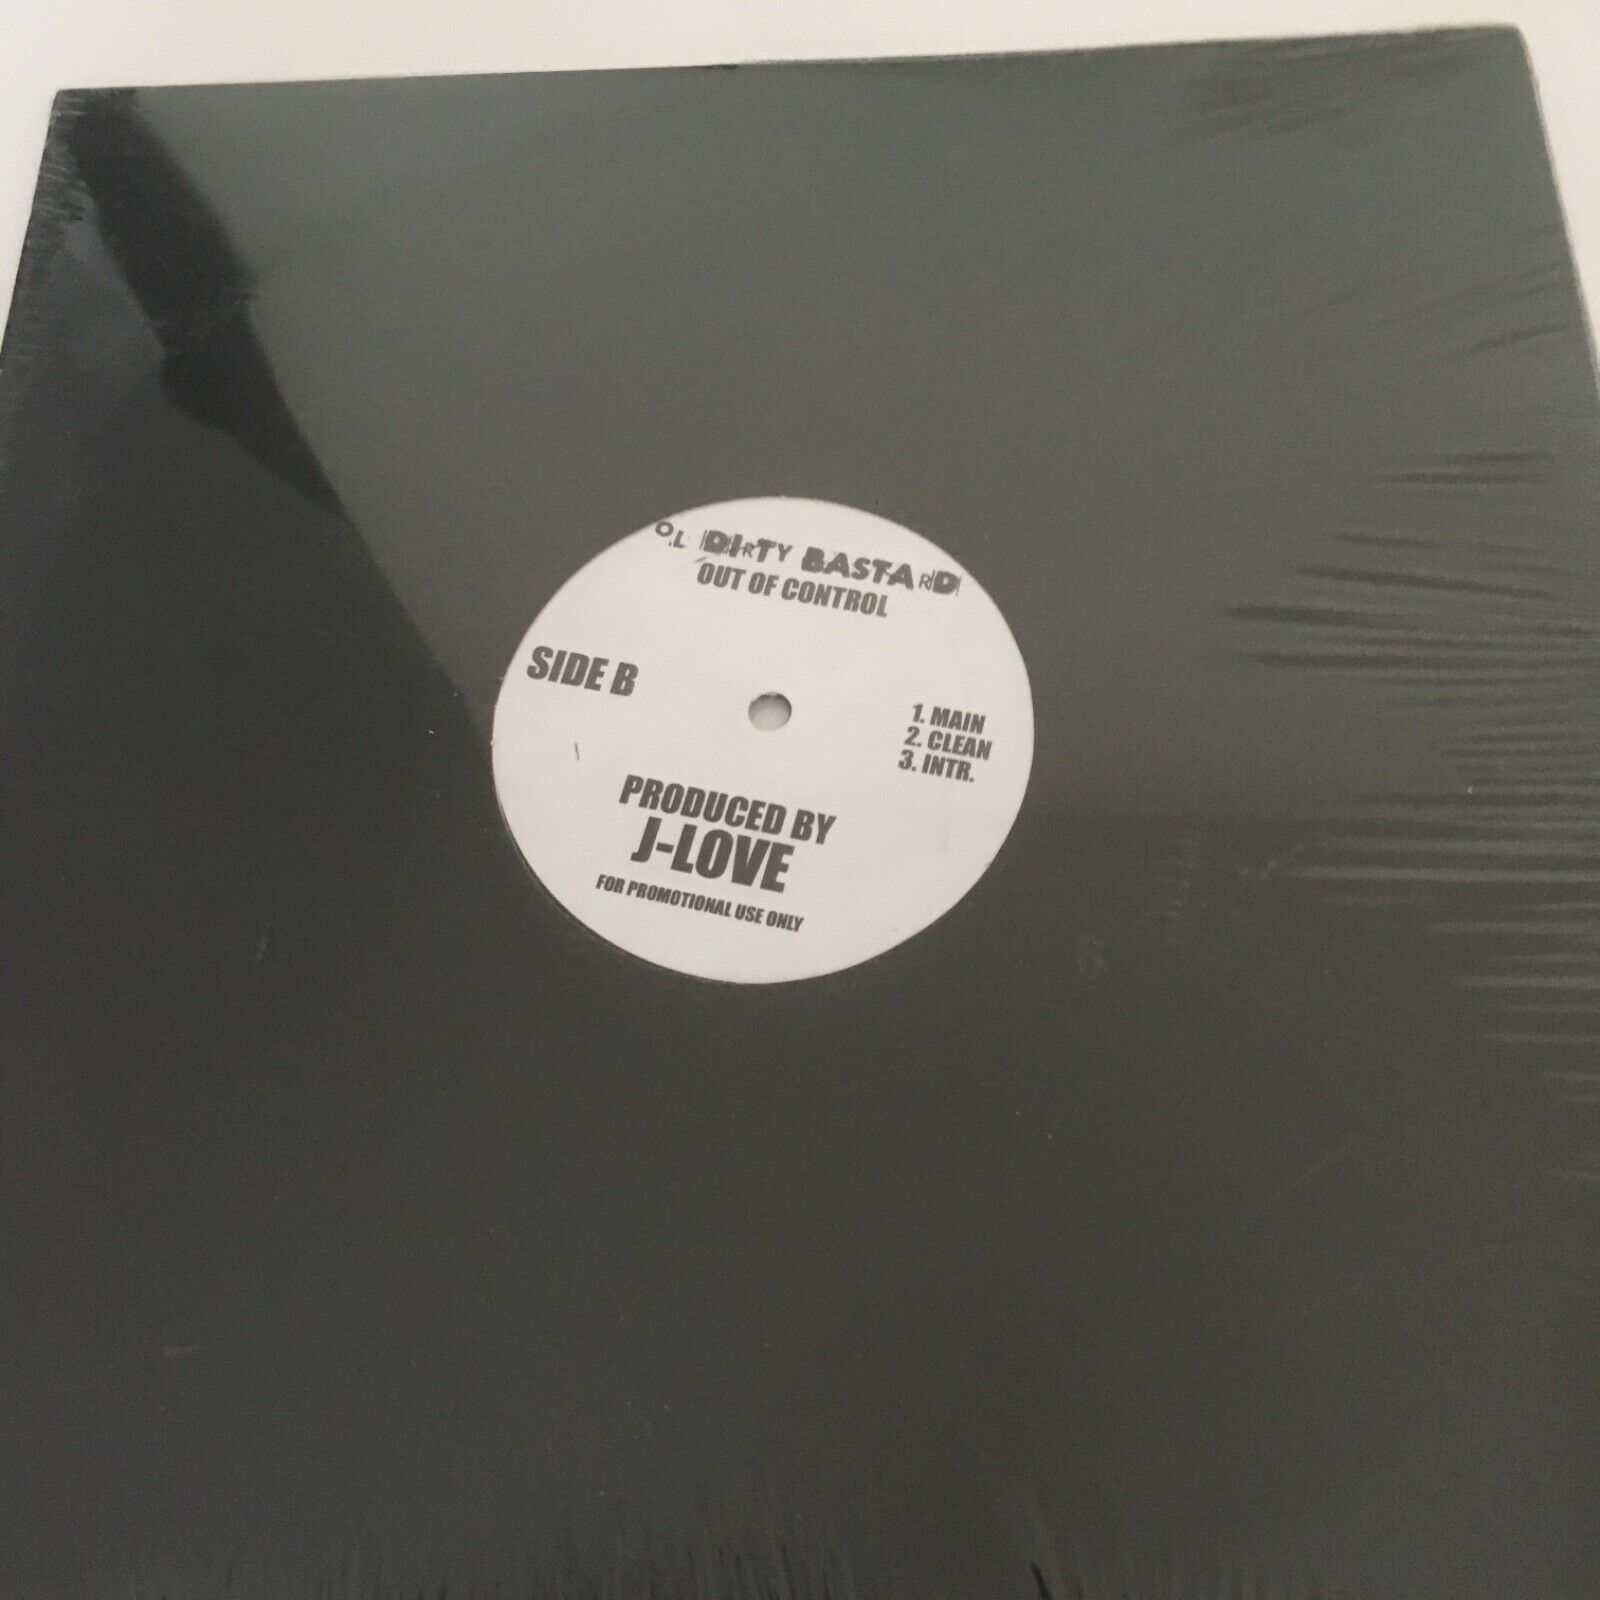 OL DIRTY BASTARD
OUT OF CONTROL
SIDE B
1. MAIN
2. CLEAN
3. INTR.
PRODUCED BY
J-LOVE
FOR PROMOTIONAL USE ONLY